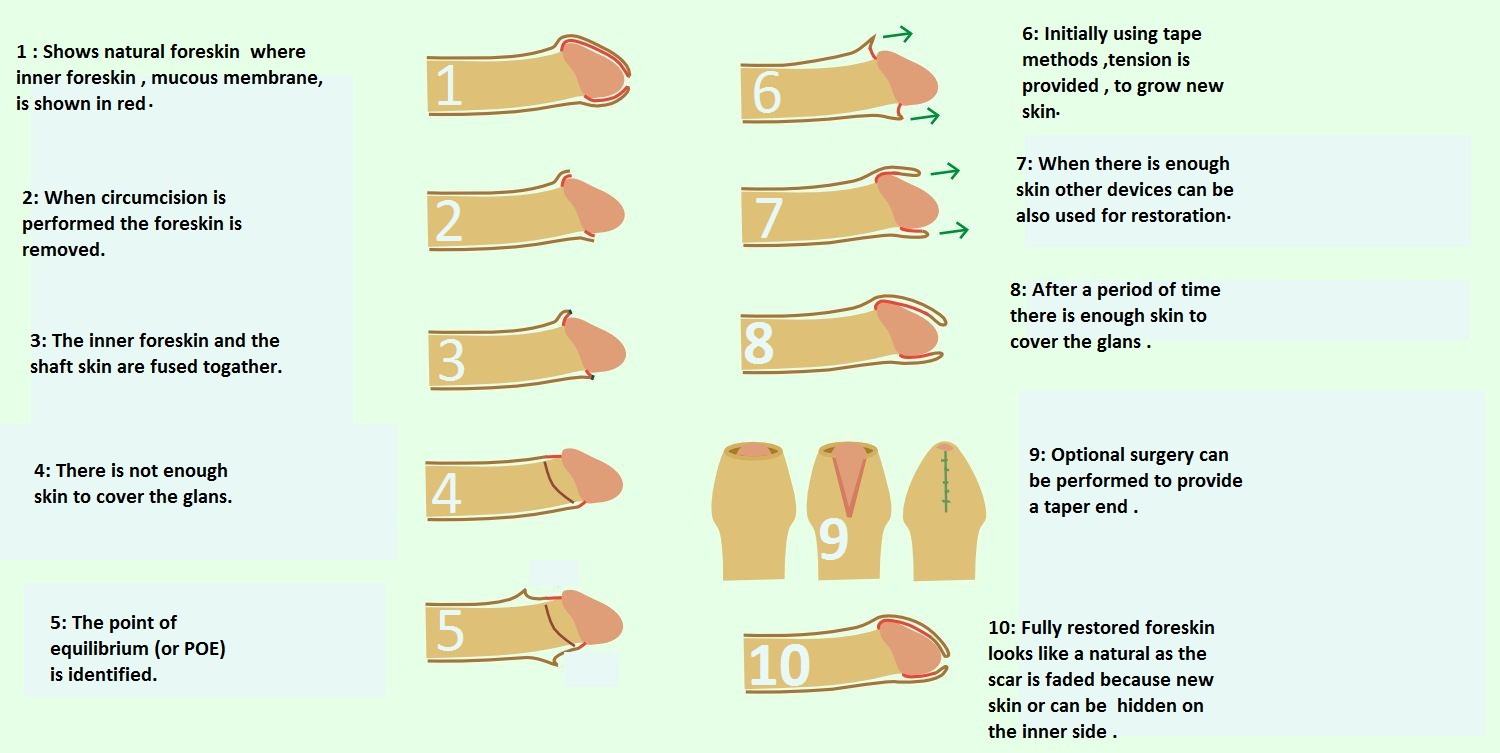 1 : Shows natural foreskin  where
inner foreskin , mucous membrane,
is shown in red.
1
2: When circumcision is
performed the foreskin is
removed.
2
3: The inner foreskin and the
shaft skin are fused togather.
3
4: There is not enough
skin to cover the glans.
4
5: The point of
equilibrium (or POE)
is identified.
5
6
6: Initially using tape
methods ,tension is
provided , to grow new
skin.
7
7: When there is enough
skin other devices can be
also used for restoration.
8
8: After a period of time
there is enough skin to
cover the glans .
9
9: Optional surgery can
be performed to provide
a taper end .
10
10: Fully restored foreskin
looks like a natural as the
scar is faded because new
skin or can be  hidden on
the inner side .